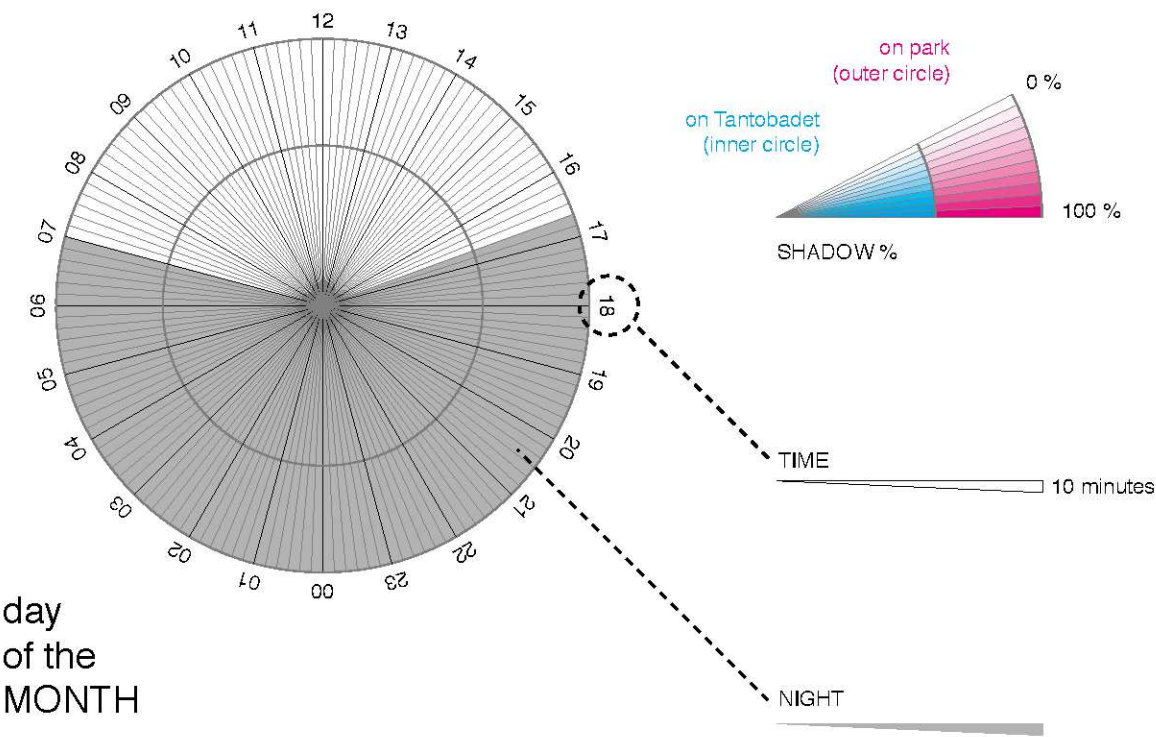 12
13
14
15
16
17
18
19
20
21
22
23
00
01
02
03
04
05
06
07
08
09
10
11
on park
(outer circle)
0 %
on Tantobadet
(inner circle)
100 %
SHADOW %
TIME
10 minutes
NIGHT
day
of the
MONTH